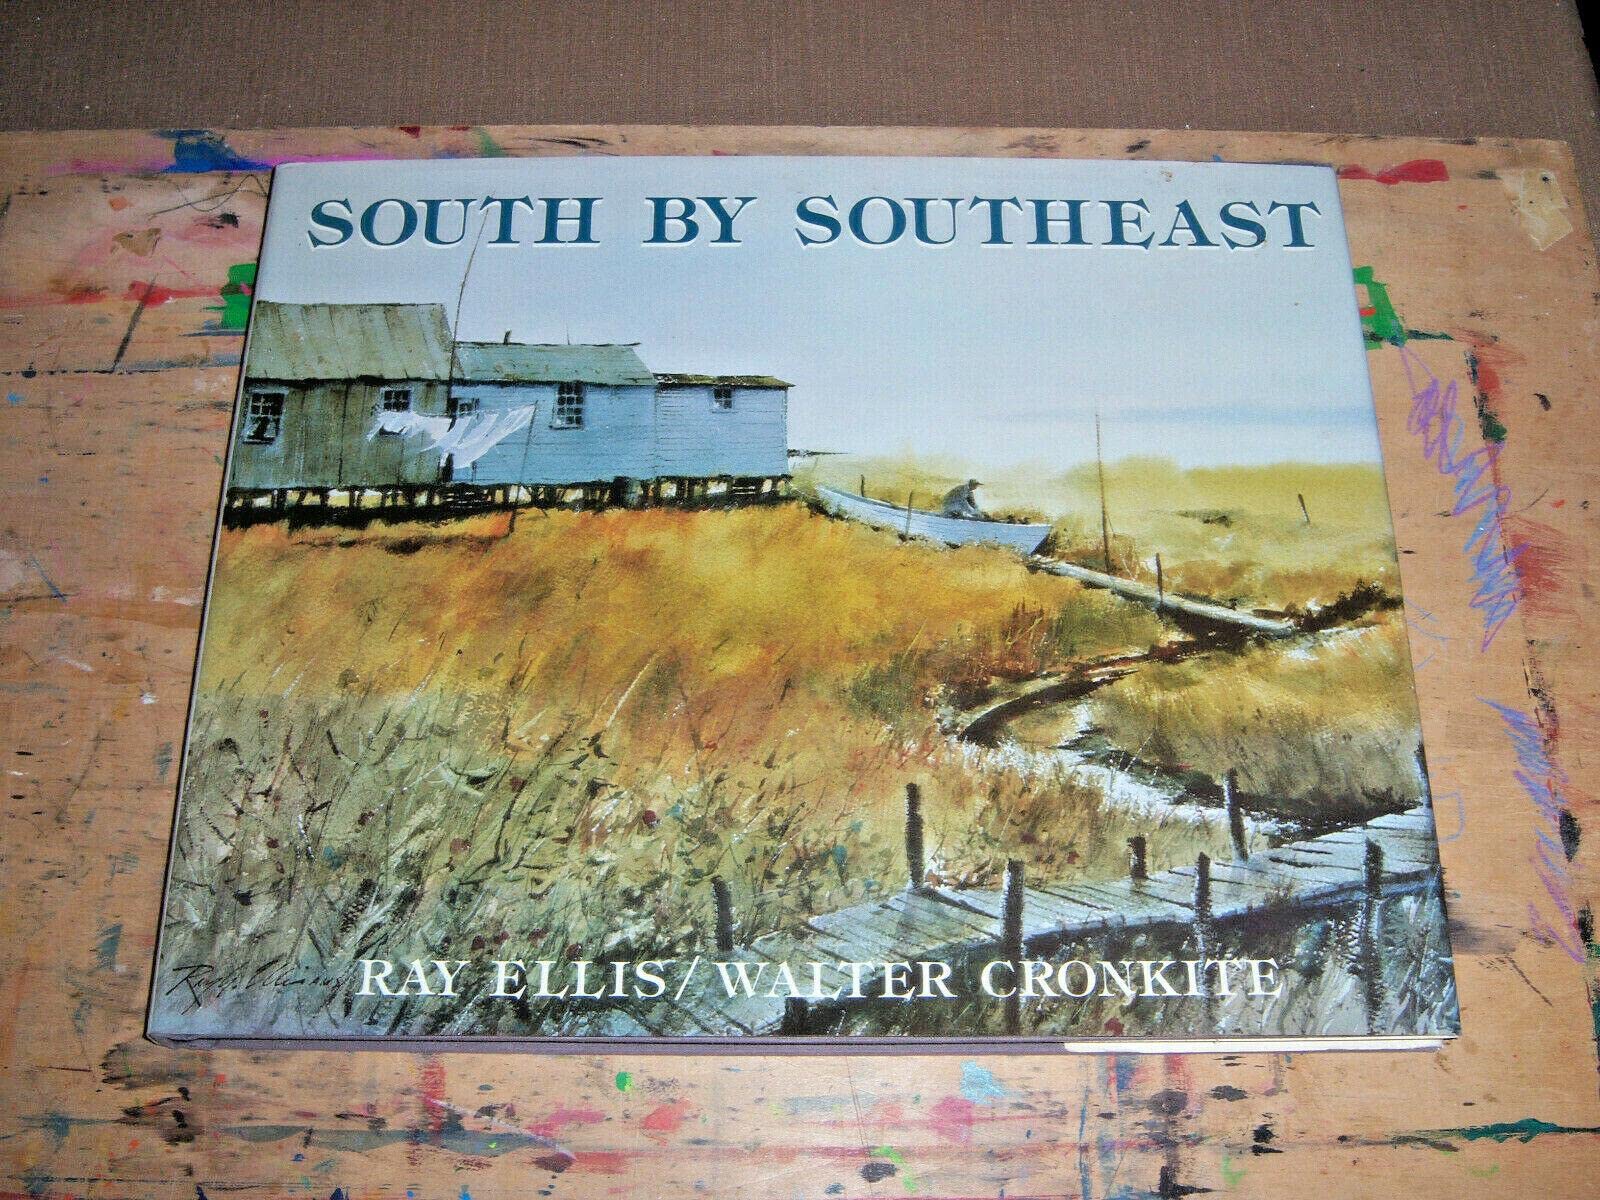 SOUTH BY SOUTHEAST
RAY ELLIS/WALTER CRONKITE